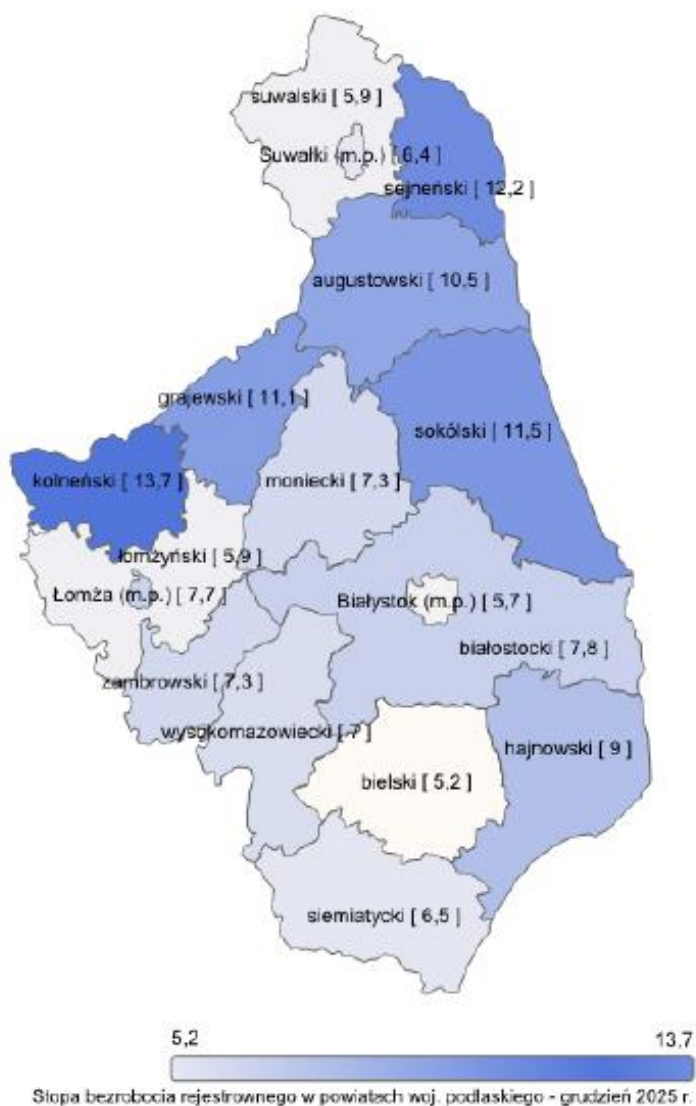 suwalski [ 5,9 ]
Suwałki (m.p.) [ 6,4 ]
sejneński [ 12,2 ]
augustowski [ 10,5 ]
grajewski [ 11,1 ]
sokólski [ 11,5 ]
kolneński [ 13,7 ]
moniecki [ 7,3 ]
łomżyński [ 5,9 ]
Łomża (m.p.) [ 7,7 ]
Białystok (m.p.) [ 5,7 ]
białostocki [ 7,8 ]
zambrowski [ 7,3 ]
wysokomazowiecki [ 7 ]
hajnowski [ 9 ]
bielski [ 5,2 ]
siemiatycki [ 6,5 ]
5,2
13,7
Stopa bezrobocia rejestrownego w powiatach woj. podlaskiego - grudzień 2025 r.